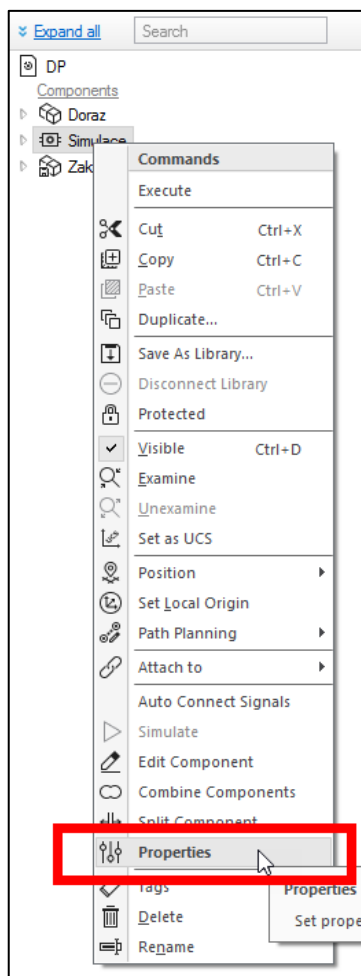 Expand all
Search
DP
Components
Doraz
Simulace
Zak
Commands
Execute
Cut Ctrl+X
Copy Ctrl+C
Paste Ctrl+V
Duplicate...
Save As Library...
Disconnect Library
Protected
Visible Ctrl+D
Examine
Unexamine
Set as UCS
Position
Set Local Origin
Path Planning
Attach to
Auto Connect Signals
Simulate
Edit Component
Combine Components
Split Component
Properties
Tags
Properties
Delete
Set prope
Rename